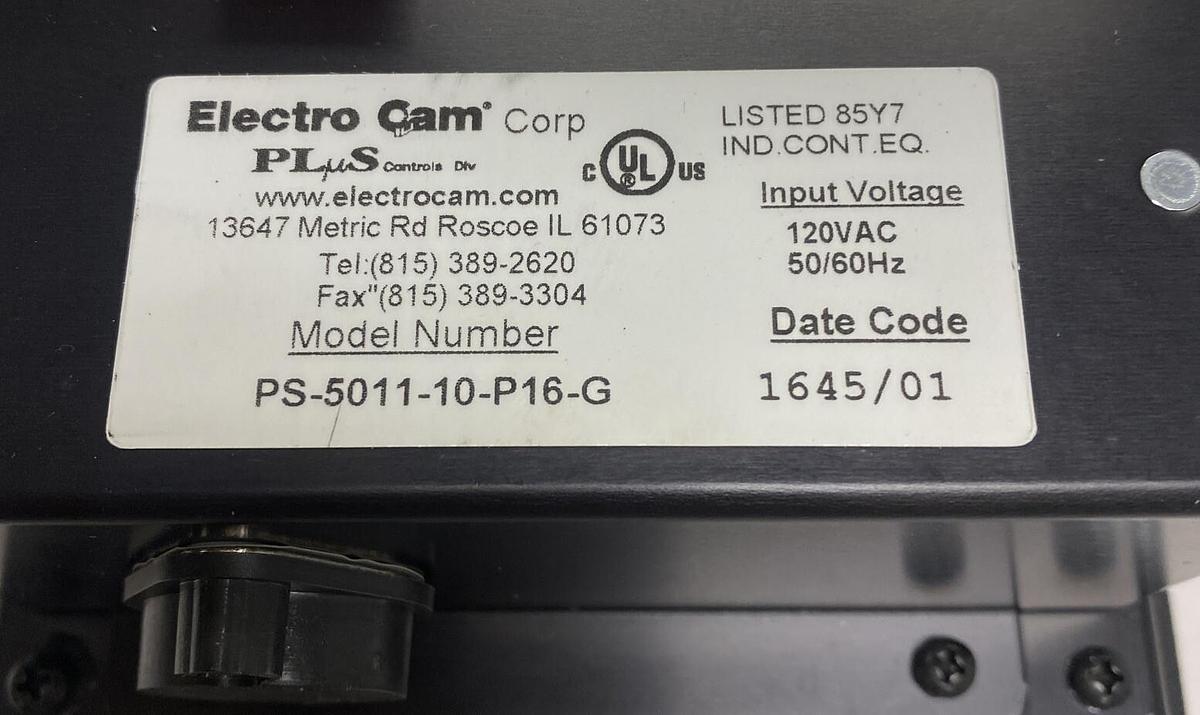 Electro Cam® Corp
PLμS Controls Div
www.electrocam.com
13647 Metric Rd Roscoe IL 61073
Tel:(815) 389-2620
Fax"(815) 389-3304
Model Number
PS-5011-10-P16-G
C UL® US
LISTED 85Y7
IND.CONT.EQ.
Input Voltage
120VAC
50/60Hz
Date Code
1645/01